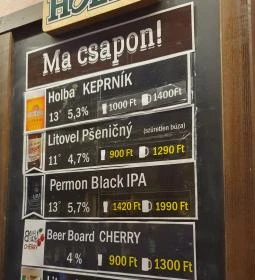 Ma csapon!
Holba KEPRNÍK
13° 5,3% 1000 Ft 1400Ft
Litovel Pšeničný (szűretlen búza)
11° 4,7% 900 Ft 1290 Ft
Permon Black IPA
13° 5,7% 1420 Ft 1990 Ft
Beer Board CHERRY
4 % 900 Ft 1300 Ft